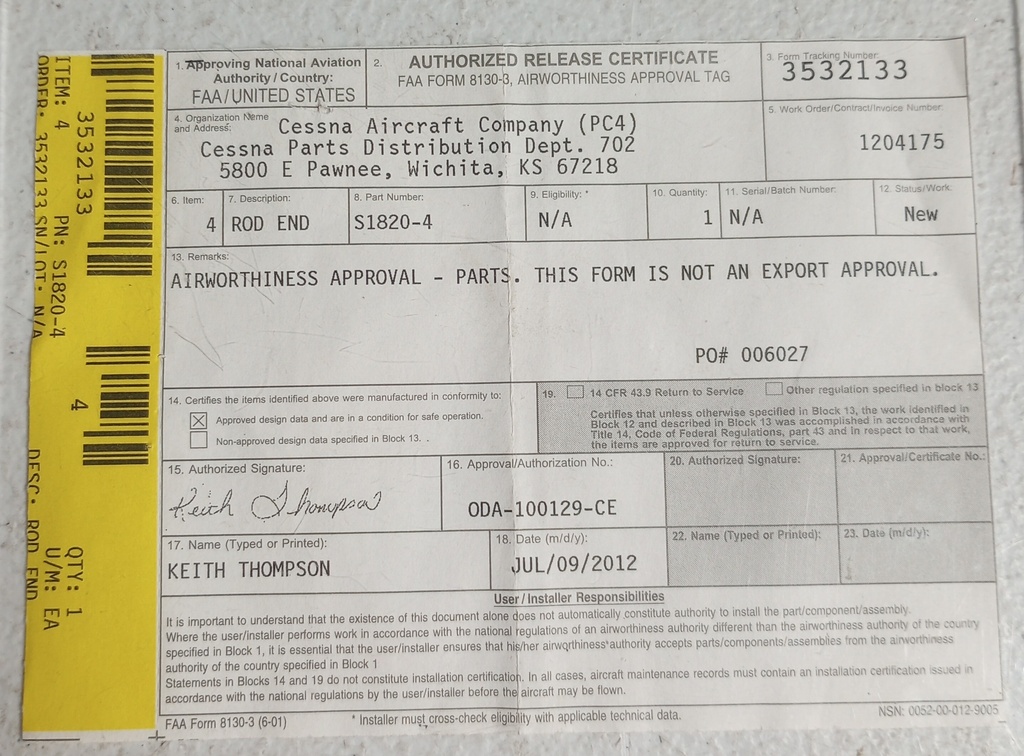 ITEM: 4 PN: S1820-4 QTY: 1
ORDER: 3532133 SN/LOT: N/A DESC: ROD END U/M: EA
3532133
4
1. Approving National Aviation
Authority / Country:
FAA/UNITED STATES
2.
AUTHORIZED RELEASE CERTIFICATE
FAA FORM 8130-3, AIRWORTHINESS APPROVAL TAG
3. Form Tracking Number:
3532133
4. Organization Name
and Address:
Cessna Aircraft Company (PC4)
Cessna Parts Distribution Dept. 702
5800 E Pawnee, Wichita, KS 67218
5. Work Order/Contract/Invoice Number:
1204175
6. Item:
4
7. Description:
ROD END
8. Part Number:
S1820-4
9. Eligibility: *
N/A
10. Quantity:
1
11. Serial/Batch Number:
N/A
12. Status/Work:
New
13. Remarks:
AIRWORTHINESS APPROVAL - PARTS. THIS FORM IS NOT AN EXPORT APPROVAL.
PO# 006027
14. Certifies the items identified above were manufactured in conformity to:
Approved design data and are in a condition for safe operation.
Non-approved design data specified in Block 13.
19. 14 CFR 43.9 Return to Service Other regulation specified in block 13
Certifies that unless otherwise specified in Block 13, the work identified in
Block 12 and described in Block 13 was accomplished in accordance with
Title 14, Code of Federal Regulations, part 43 and in respect to that work,
the items are approved for return to service.
15. Authorized Signature:
Keith Thompson
16. Approval/Authorization No.:
ODA-100129-CE
20. Authorized Signature:
21. Approval/Certificate No.:
17. Name (Typed or Printed):
KEITH THOMPSON
18. Date (m/d/y):
JUL/09/2012
22. Name (Typed or Printed):
23. Date (m/d/y):
User/Installer Responsibilities
It is important to understand that the existence of this document alone does not automatically constitute authority to install the part/component/assembly.
Where the user/installer performs work in accordance with the national regulations of an airworthiness authority different than the airworthiness authority of the country
specified in Block 1, it is essential that the user/installer ensures that his/her airworthiness authority accepts parts/components/assemblies from the airworthiness
authority of the country specified in Block 1
Statements in Blocks 14 and 19 do not constitute installation certification. In all cases, aircraft maintenance records must contain an installation certification issued in
accordance with the national regulations by the user/installer before the aircraft may be flown.
FAA Form 8130-3 (6-01)
* Installer must cross-check eligibility with applicable technical data.
NSN: 0052-00-012-9005